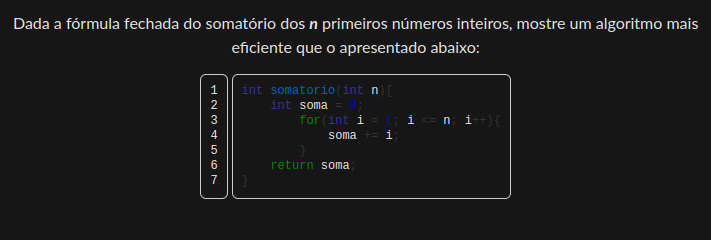 Dada a fórmula fechada do somatório dos n primeiros números inteiros, mostre um algoritmo mais
eficiente que o apresentado abaixo:
1 int somatorio(int n){
2 int soma = 0;
3 for(int i = 1; i <= n; i++){
4 soma += i;
5 }
6 return soma;
7 }